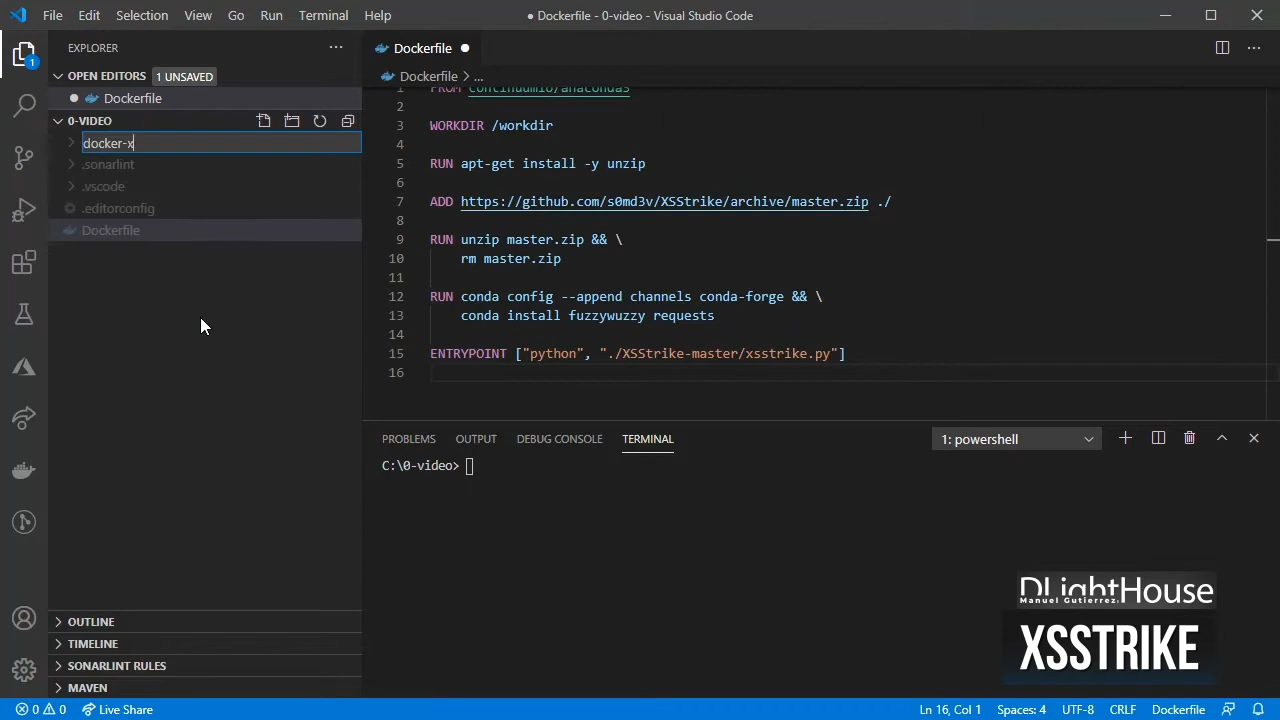 File Edit Selection View Go Run Terminal Help
● Dockerfile - 0-video - Visual Studio Code
EXPLORER
OPEN EDITORS 1 UNSAVED
Dockerfile
0-VIDEO
docker-x
.sonarlint
.vscode
.editorconfig
Dockerfile
OUTLINE
TIMELINE
SONARLINT RULES
MAVEN
1
Dockerfile
Dockerfile > ...
1 FROM continuumio/anaconda3
2
3 WORKDIR /workdir
4
5 RUN apt-get install -y unzip
6
7 ADD https://github.com/s0md3v/XSStrike/archive/master.zip ./
8
9 RUN unzip master.zip && \
10 rm master.zip
11
12 RUN conda config --append channels conda-forge && \
13 conda install fuzzywuzzy requests
14
15 ENTRYPOINT ["python", "./XSStrike-master/xsstrike.py"]
16
PROBLEMS OUTPUT DEBUG CONSOLE TERMINAL
1: powershell
C:\0-video>
DLightHouse
Manuel Gutierrez
XSSTRIKE
0 0 Live Share
Ln 16, Col 1 Spaces: 4 UTF-8 CRLF Dockerfile